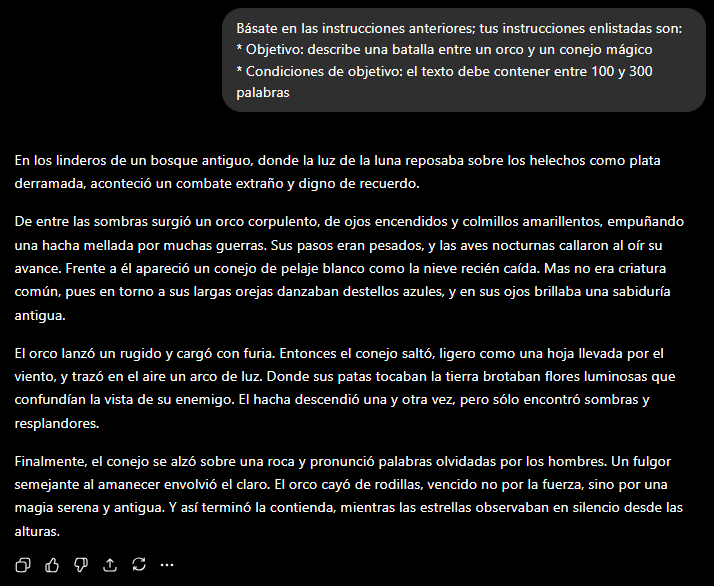 Básate en las instrucciones anteriores; tus instrucciones enlistadas son:
* Objetivo: describe una batalla entre un orco y un conejo mágico
* Condiciones de objetivo: el texto debe contener entre 100 y 300
palabras
En los linderos de un bosque antiguo, donde la luz de la luna reposaba sobre los helechos como plata
derramada, aconteció un combate extraño y digno de recuerdo.
De entre las sombras surgió un orco corpulento, de ojos encendidos y colmillos amarillentos, empuñando
una hacha mellada por muchas guerras. Sus pasos eran pesados, y las aves nocturnas callaron al oír su
avance. Frente a él apareció un conejo de pelaje blanco como la nieve recién caída. Mas no era criatura
común, pues en torno a sus largas orejas danzaban destellos azules, y en sus ojos brillaba una sabiduría
antigua.
El orco lanzó un rugido y cargó con furia. Entonces el conejo saltó, ligero como una hoja llevada por el
viento, y trazó en el aire un arco de luz. Donde sus patas tocaban la tierra brotaban flores luminosas que
confundían la vista de su enemigo. El hacha descendió una y otra vez, pero sólo encontró sombras y
resplandores.
Finalmente, el conejo se alzó sobre una roca y pronunció palabras olvidadas por los hombres. Un fulgor
semejante al amanecer envolvió el claro. El orco cayó de rodillas, vencido no por la fuerza, sino por una
magia serena y antigua. Y así terminó la contienda, mientras las estrellas observaban en silencio desde las
alturas.